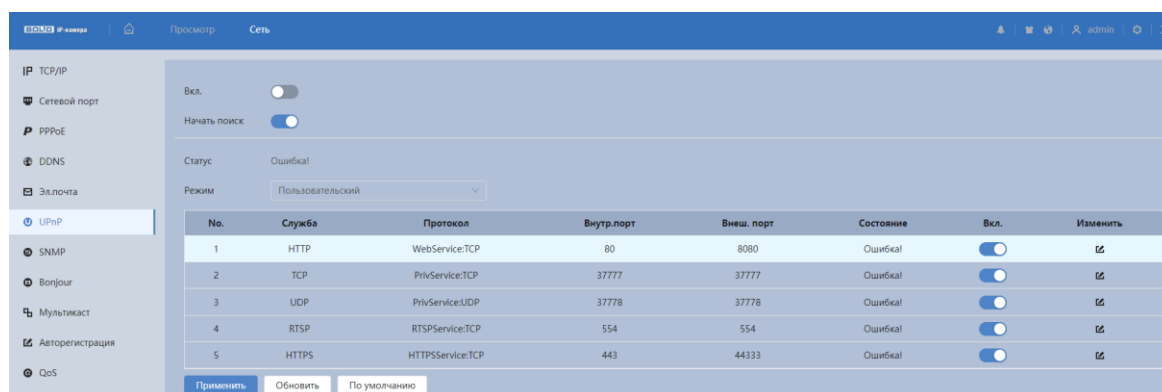 BOLID IP-камера Просмотр Сеть admin
IP TCP/IP
Сетевой порт
P PPPoE
DDNS
Эл.почта
UPnP
SNMP
Bonjour
Мультикаст
Авторегистрация
QoS
Вкл.
Начать поиск
Статус Ошибка!
Режим Пользовательский
No. Служба Протокол Внутр.порт Внеш. порт Состояние Вкл. Изменить
1 HTTP WebService:TCP 80 8080 Ошибка!
2 TCP PrivService:TCP 37777 37777 Ошибка!
3 UDP PrivService:UDP 37778 37778 Ошибка!
4 RTSP RTSPService:TCP 554 554 Ошибка!
5 HTTPS HTTPSService:TCP 443 44333 Ошибка!
Применить Обновить По умолчанию